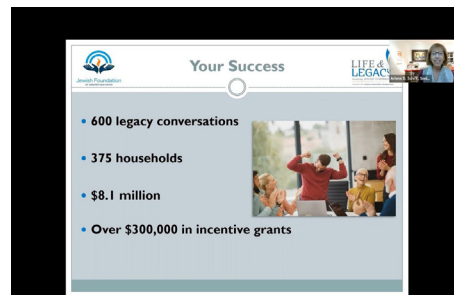 Jewish Foundation
Your Success
LIFE &
LEGACY
600 legacy conversations
375 households
$8.1 million
Over $300,000 in incentive grants